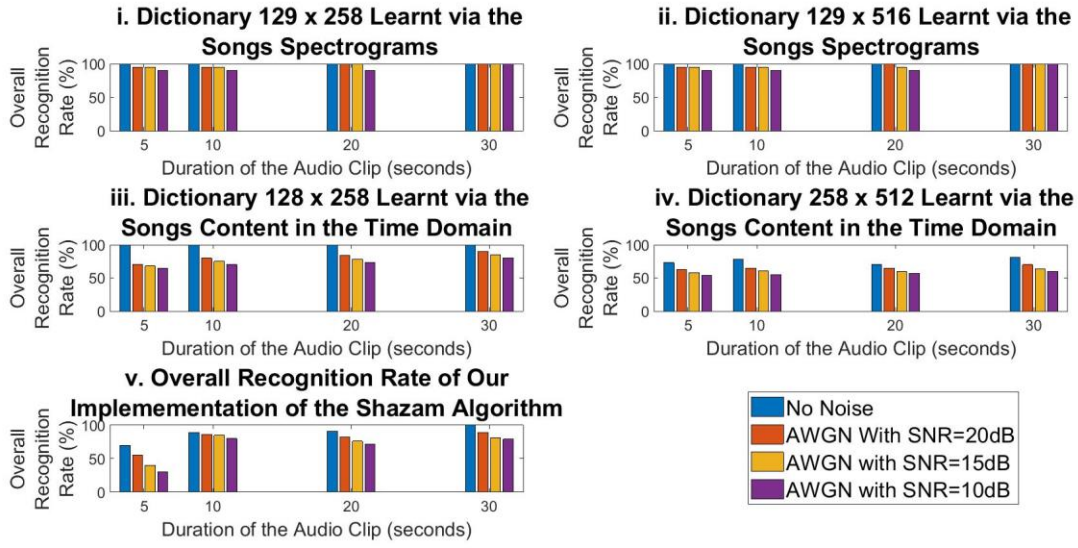 i. Dictionary 129 x 258 Learnt via the
Songs Spectrograms
Overall
Recognition
Rate (%)
100
50
0
5
10
20
30
Duration of the Audio Clip (seconds)
ii. Dictionary 129 x 516 Learnt via the
Songs Spectrograms
Overall
Recognition
Rate (%)
100
50
0
5
10
20
30
Duration of the Audio Clip (seconds)
iii. Dictionary 128 x 258 Learnt via the
Songs Content in the Time Domain
Overall
Recognition
Rate (%)
100
50
0
5
10
20
30
Duration of the Audio Clip (seconds)
iv. Dictionary 258 x 512 Learnt via the
Songs Content in the Time Domain
Overall
Recognition
Rate (%)
100
50
0
5
10
20
30
Duration of the Audio Clip (seconds)
v. Overall Recognition Rate of Our
Implemementation of the Shazam Algorithm
Overall
Recognition
Rate (%)
100
50
0
5
10
20
30
Duration of the Audio Clip (seconds)
No Noise
AWGN With SNR=20dB
AWGN with SNR=15dB
AWGN with SNR=10dB